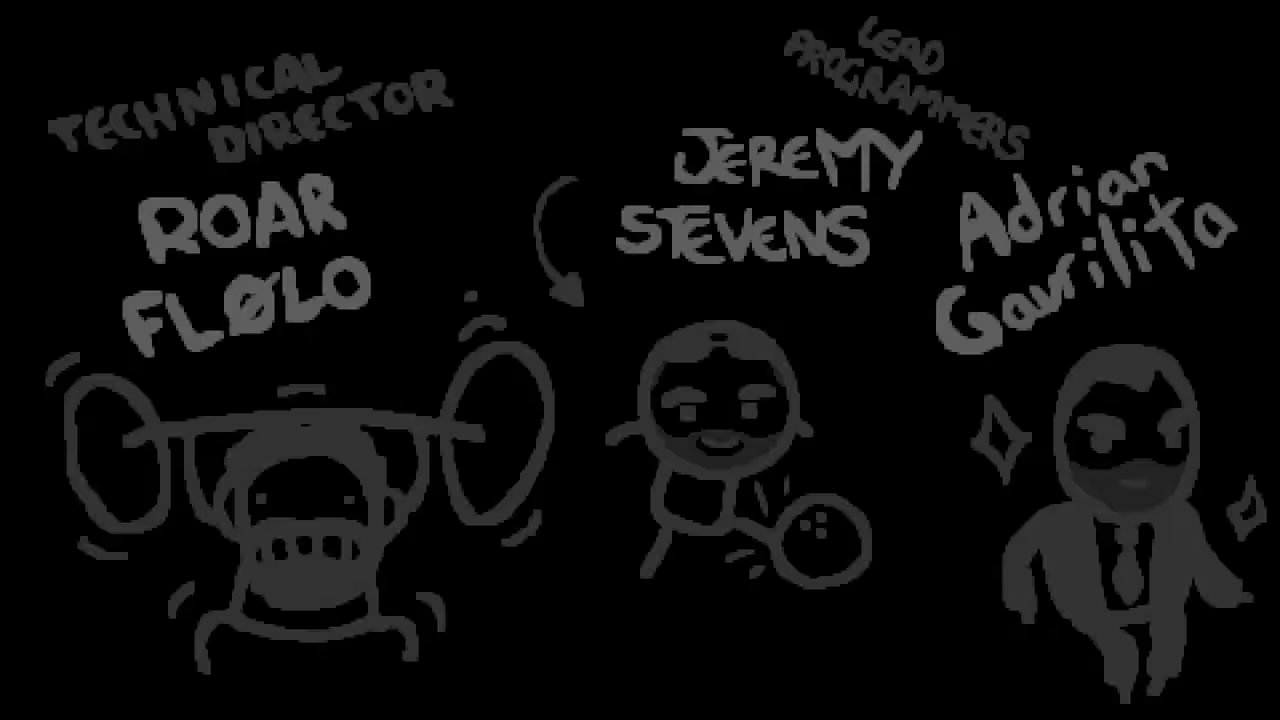 TECHNICAL
DIRECTOR
ROAR
FLØLO
LEAD
PROGRAMMERS
JEREMY
STEVENS
Adrian
Gavrilita